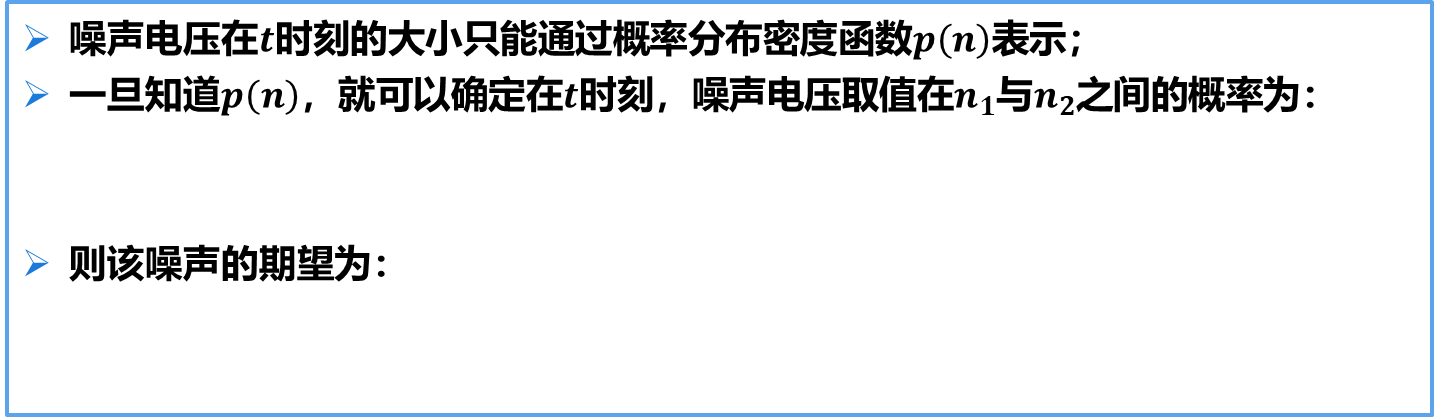 ➢ 噪声电压在t时刻的大小只能通过概率分布密度函数p(n)表示；
➢ 一旦知道p(n)，就可以确定在t时刻，噪声电压取值在n₁与n₂之间的概率为：
➢ 则该噪声的期望为：